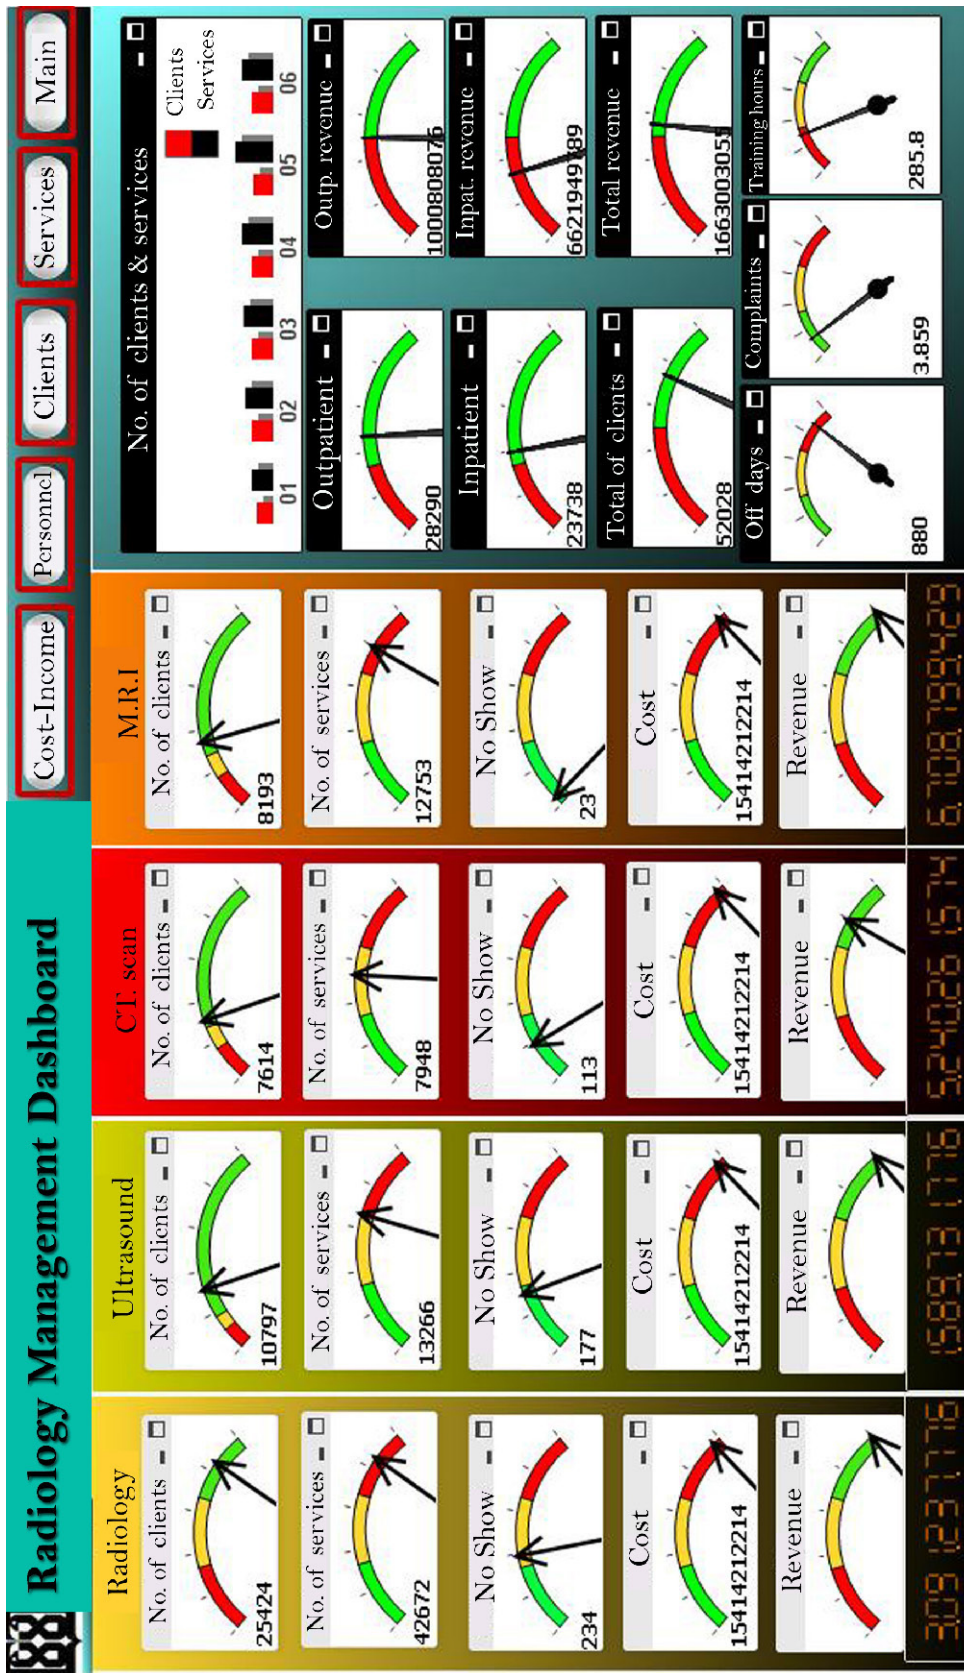 Radiology Management Dashboard
Cost-Income
Personnel
Clients
Services
Main
Radiology
No. of clients
25424
No. of services
42672
No Show
234
Cost
15414212214
Revenue
Ultrasound
No. of clients
10797
No. of services
13266
No Show
177
Cost
15414212214
Revenue
CT. scan
No. of clients
7614
No. of services
7948
No Show
113
Cost
15414212214
Revenue
M.R.I
No. of clients
8193
No. of services
12753
No Show
23
Cost
15414212214
Revenue
No. of clients & services
Clients
Services
01 02 03 04 05 06
Outpatient
28290
Outp. revenue
Inpatient
23738
Inpat. revenue
Total of clients
52028
Total revenue
Off days
880
Complaints
3.859
Training hours
285.8